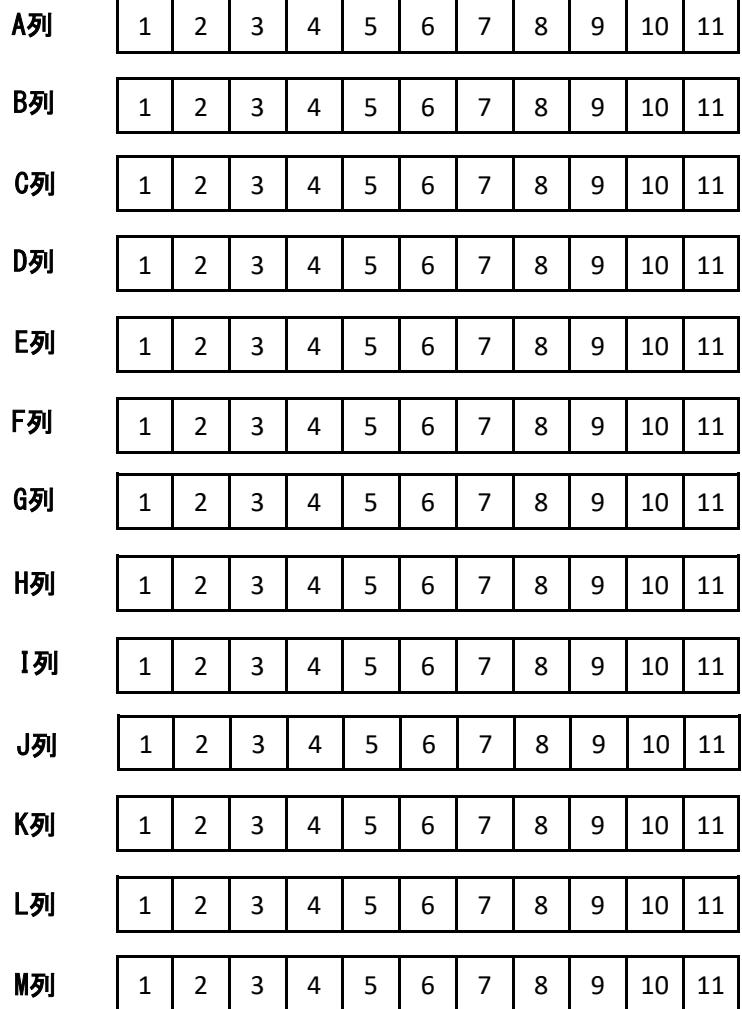 A列 1 2 3 4 5 6 7 8 9 10 11
B列 1 2 3 4 5 6 7 8 9 10 11
C列 1 2 3 4 5 6 7 8 9 10 11
D列 1 2 3 4 5 6 7 8 9 10 11
E列 1 2 3 4 5 6 7 8 9 10 11
F列 1 2 3 4 5 6 7 8 9 10 11
G列 1 2 3 4 5 6 7 8 9 10 11
H列 1 2 3 4 5 6 7 8 9 10 11
I列 1 2 3 4 5 6 7 8 9 10 11
J列 1 2 3 4 5 6 7 8 9 10 11
K列 1 2 3 4 5 6 7 8 9 10 11
L列 1 2 3 4 5 6 7 8 9 10 11
M列 1 2 3 4 5 6 7 8 9 10 11